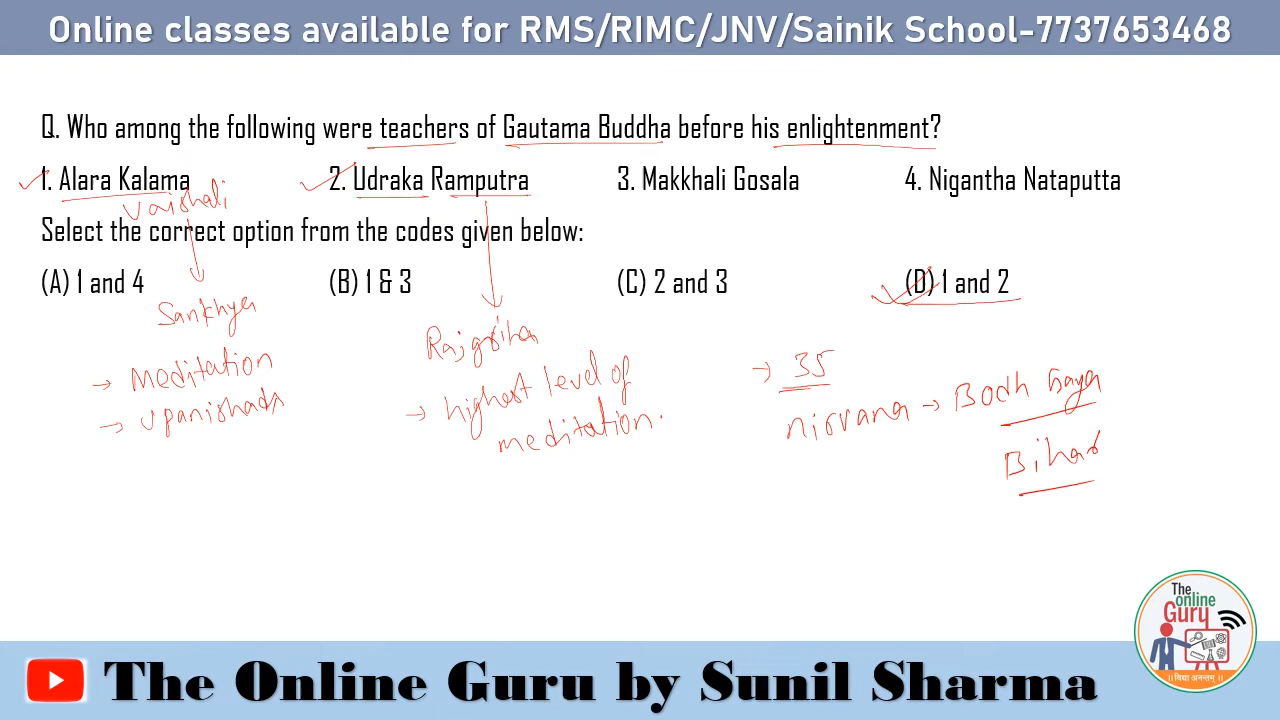 Online classes available for RMS/RIMC/JNV/Sainik School-7737653468
Q. Who among the following were teachers of Gautama Buddha before his enlightenment?
1. Alara Kalama 2. Udraka Ramputra 3. Makkhali Gosala 4. Nigantha Nataputta
Vaishali
Select the correct option from the codes given below:
(A) 1 and 4 (B) 1 & 3 (C) 2 and 3 (D) 1 and 2
Sankhya
→ Meditation
→ Upanishads
Rajgriha
→ highest level of
meditation.
→ 35
nirvana → Bodh Gaya
Bihar
The
online
Guru
।। विद्या अनन्तम् ।।
The Online Guru by Sunil Sharma